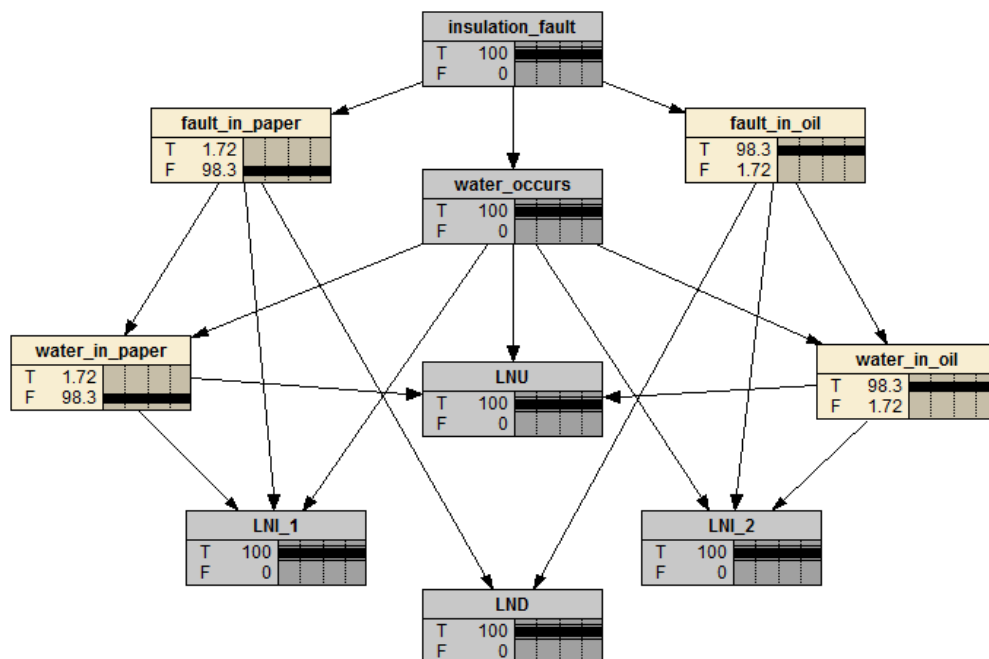 insulation_fault
T 100
F 0
fault_in_paper
T 1.72
F 98.3
fault_in_oil
T 98.3
F 1.72
water_occurs
T 100
F 0
water_in_paper
T 1.72
F 98.3
water_in_oil
T 98.3
F 1.72
LNU
T 100
F 0
LNI_1
T 100
F 0
LNI_2
T 100
F 0
LND
T 100
F 0